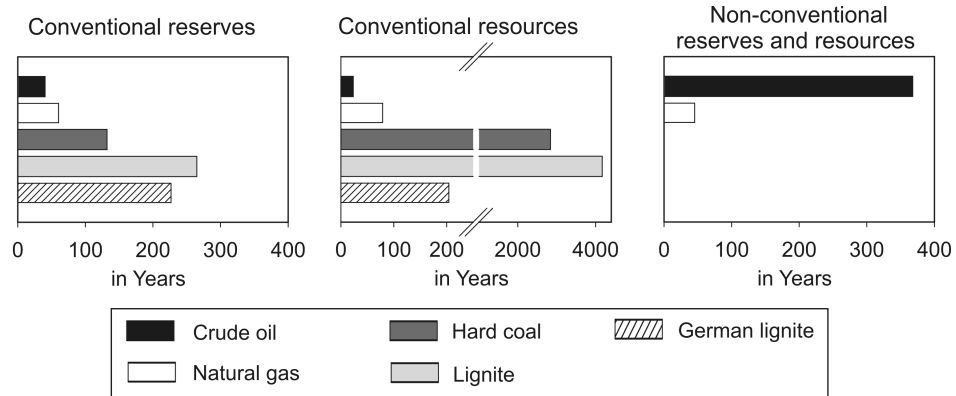 Conventional reserves
Conventional resources
Non-conventional
reserves and resources
0 100 200 300 400
in Years
0 100 200 2000 4000
in Years
0 100 200 300 400
in Years
Crude oil
Hard coal
German lignite
Natural gas
Lignite